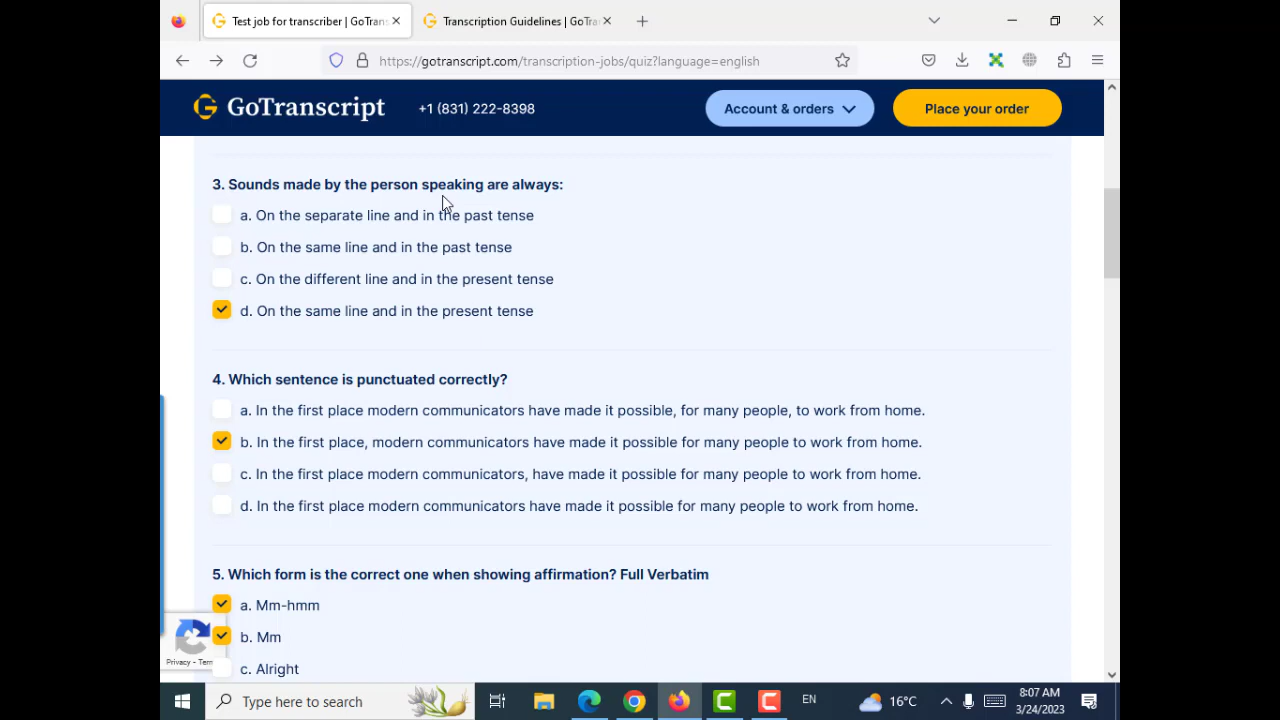 Test job for transcriber | GoTrans
Transcription Guidelines | GoTra
https://gotranscript.com/transcription-jobs/quiz?language=english
GoTranscript
+1 (831) 222-8398
Account & orders
Place your order
3. Sounds made by the person speaking are always:
a. On the separate line and in the past tense
b. On the same line and in the past tense
c. On the different line and in the present tense
d. On the same line and in the present tense
4. Which sentence is punctuated correctly?
a. In the first place modern communicators have made it possible, for many people, to work from home.
b. In the first place, modern communicators have made it possible for many people to work from home.
c. In the first place modern communicators, have made it possible for many people to work from home.
d. In the first place modern communicators have made it possible for many people to work from home.
5. Which form is the correct one when showing affirmation? Full Verbatim
a. Mm-hmm
b. Mm
c. Alright
Privacy - Term
Type here to search
EN
16°C
8:07 AM
3/24/2023